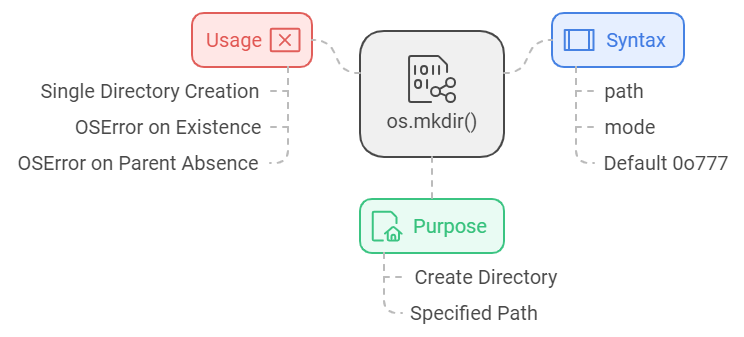 Usage
Single Directory Creation
OSError on Existence
OSError on Parent Absence
os.mkdir()
Syntax
path
mode
Default 0o777
Purpose
Create Directory
Specified Path